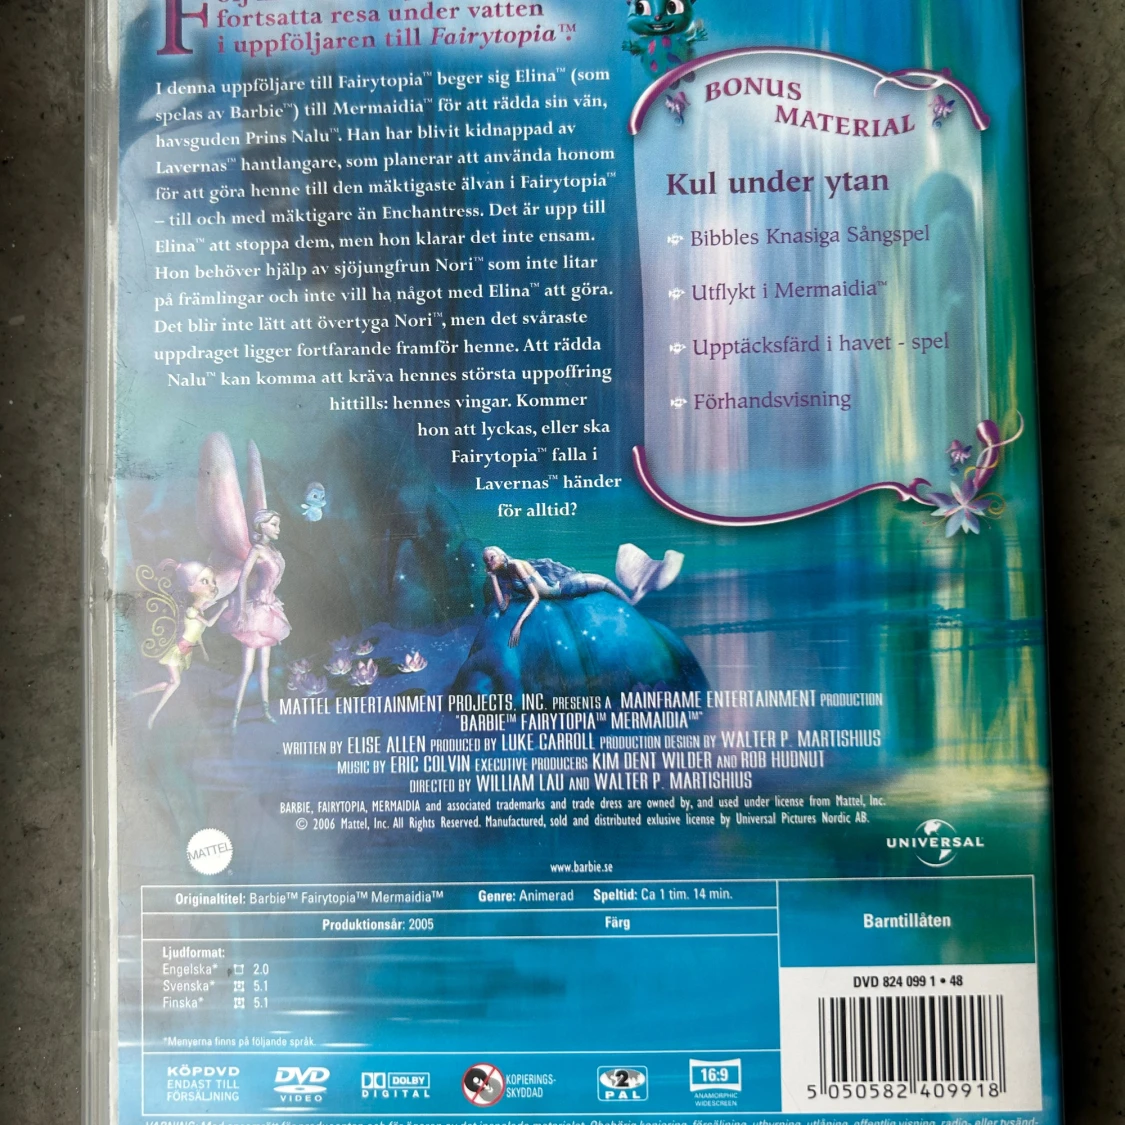 fortsatta resa under vatten
i uppföljaren till Fairytopia™
I denna uppföljare till Fairytopia™ beger sig Elina™ (som
spelas av Barbie™) till Mermaidia™ för att rädda sin vän,
havsguden Prins Nalu™. Han har blivit kidnappad av
Lavernas™ hantlangare, som planerar att använda honom
för att göra henne till den mäktigaste älvan i Fairytopia™
– till och med mäktigare än Enchantress. Det är upp till
Elina™ att stoppa dem, men hon klarar det inte ensam.
Hon behöver hjälp av sjöjungfrun Nori™ som inte litar
på främlingar och inte vill ha något med Elina™ att göra.
Det blir inte lätt att övertyga Nori™, men det svåraste
uppdraget ligger fortfarande framför henne. Att rädda
Nalu™ kan komma att kräva hennes största uppoffring
hittills: hennes vingar. Kommer
hon att lyckas, eller ska
Fairytopia™ falla i
Lavernas™ händer
för alltid?
BONUS
MATERIAL
Kul under ytan
Bibbles Knasiga Sångspel
Utflykt i Mermaidia™
Upptäcksfärd i havet - spel
Förhandsvisning
MATTEL ENTERTAINMENT PROJECTS, INC. PRESENTS A MAINFRAME ENTERTAINMENT PRODUCTION
"BARBIE™ FAIRYTOPIA™ MERMAIDIA™"
WRITTEN BY ELISE ALLEN PRODUCED BY LUKE CARROLL PRODUCTION DESIGN BY WALTER P. MARTISHIUS
MUSIC BY ERIC COLVIN EXECUTIVE PRODUCERS KIM DENT WILDER AND ROB HUDNUT
DIRECTED BY WILLIAM LAU AND WALTER P. MARTISHIUS
BARBIE, FAIRYTOPIA, MERMAIDIA and associated trademarks and trade dress are owned by, and used under license from Mattel, Inc.
© 2006 Mattel, Inc. All Rights Reserved. Manufactured, sold and distributed exlusive license by Universal Pictures Nordic AB.
MATTEL
UNIVERSAL
www.barbie.se
Originaltitel: Barbie™ Fairytopia™ Mermaidia™ Genre: Animerad Speltid: Ca 1 tim. 14 min.
Produktionsår: 2005 Färg
Barntillåten
Ljudformat:
Engelska* 2.0
Svenska* 5.1
Finska* 5.1
*Menyerna finns på följande språk.
DVD 824 099 1 • 48
5 050582 409918
KÖPDVD
ENDAST TILL
FÖRSÄLJNING
DVD
VIDEO
DOLBY
DIGITAL
KOPIERINGS-
SKYDDAD
2
PAL
16:9
ANAMORPHIC
WIDESCREEN